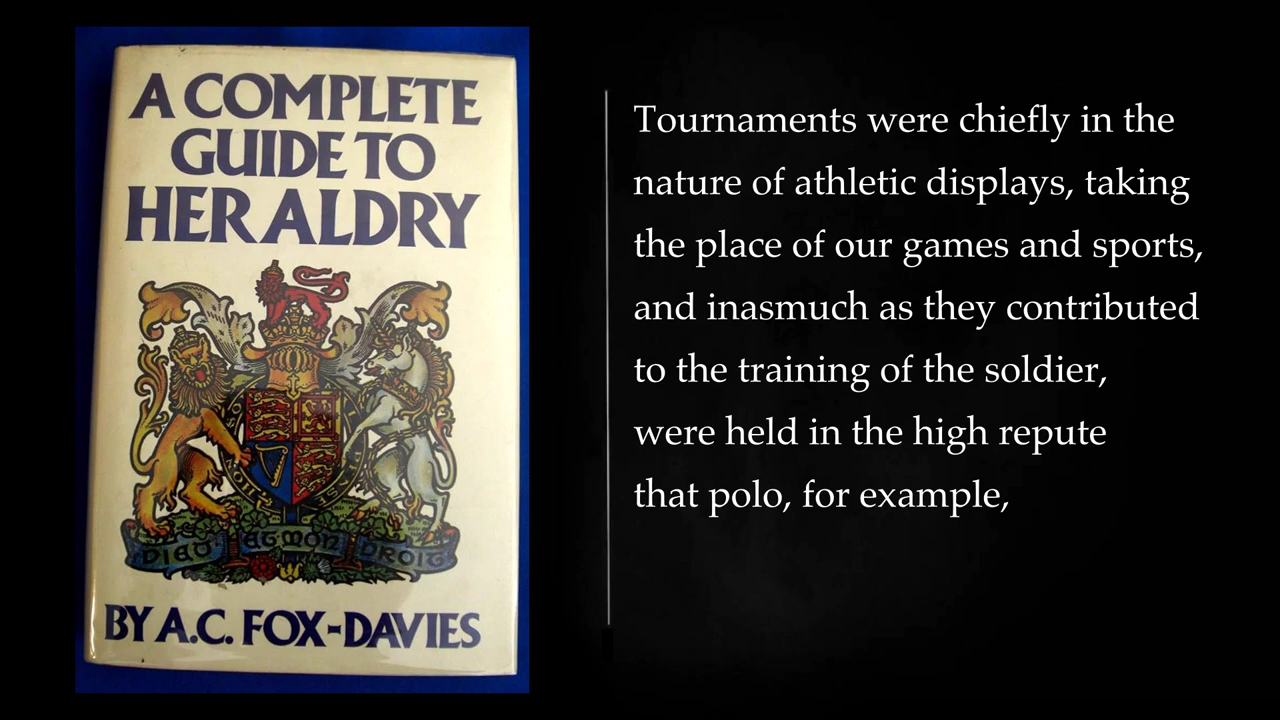 A COMPLETE
GUIDE TO
HERALDRY
DIEU ET MON DROIT
BY A.C. FOX-DAVIES
Tournaments were chiefly in the
nature of athletic displays, taking
the place of our games and sports,
and inasmuch as they contributed
to the training of the soldier,
were held in the high repute
that polo, for example,